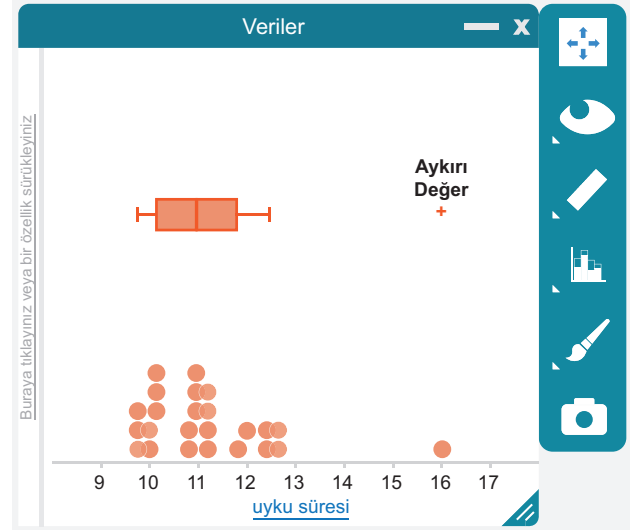 Veriler
X
Buraya tıklayınız veya bir özellik sürükleyiniz
Aykırı
Değer
9 10 11 12 13 14 15 16 17
uyku süresi